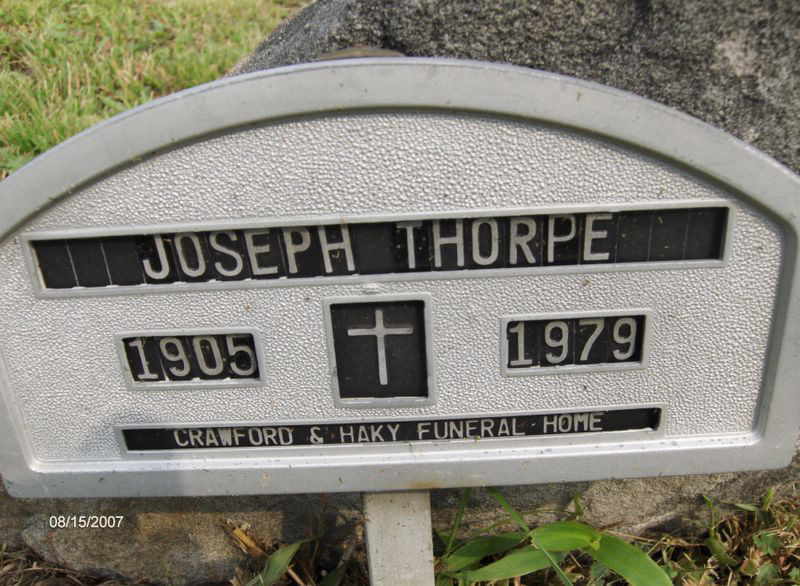 JOSEPH THORPE
1905 1979
CRAWFORD & HAKY FUNERAL HOME
08/15/2007